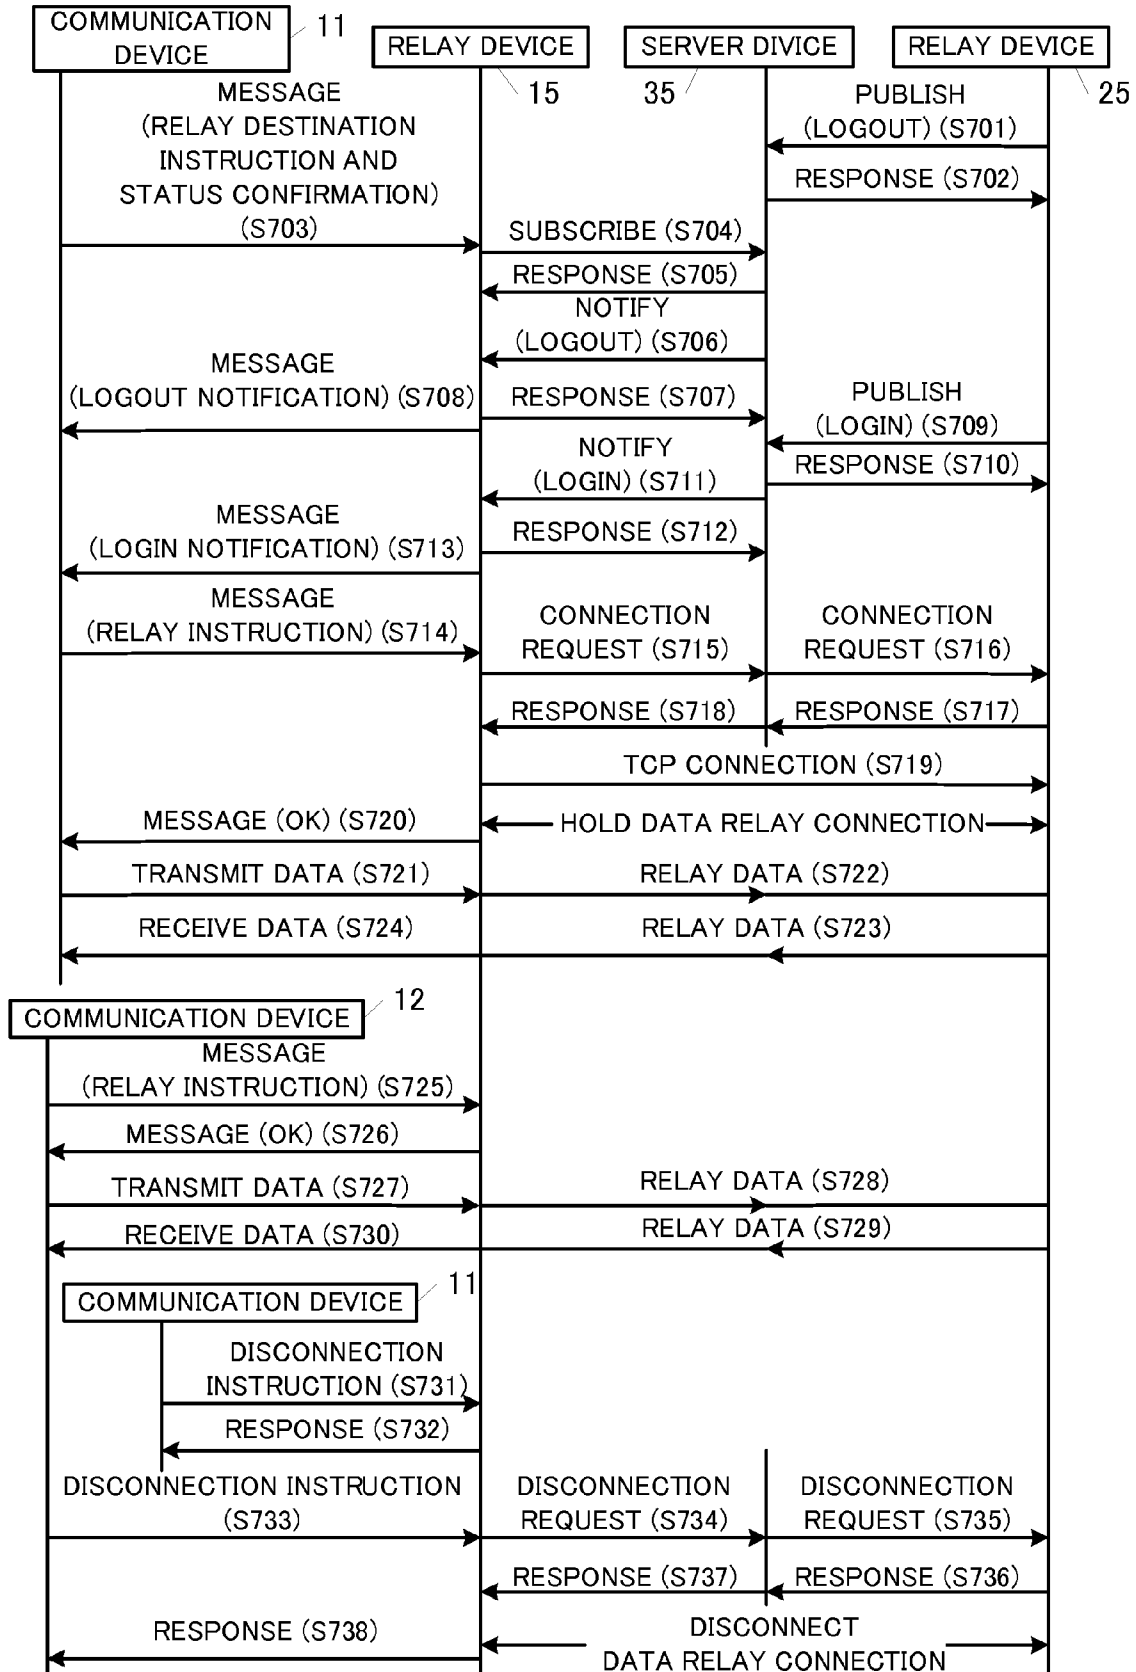 COMMUNICATION
DEVICE
11
RELAY DEVICE
15
SERVER DIVICE
35
RELAY DEVICE
25
PUBLISH
(LOGOUT) (S701)
RESPONSE (S702)
MESSAGE
(RELAY DESTINATION
INSTRUCTION AND
STATUS CONFIRMATION)
(S703)
SUBSCRIBE (S704)
RESPONSE (S705)
NOTIFY
(LOGOUT) (S706)
RESPONSE (S707)
MESSAGE
(LOGOUT NOTIFICATION) (S708)
PUBLISH
(LOGIN) (S709)
RESPONSE (S710)
NOTIFY
(LOGIN) (S711)
RESPONSE (S712)
MESSAGE
(LOGIN NOTIFICATION) (S713)
MESSAGE
(RELAY INSTRUCTION) (S714)
CONNECTION
REQUEST (S715)
CONNECTION
REQUEST (S716)
RESPONSE (S718)
RESPONSE (S717)
TCP CONNECTION (S719)
MESSAGE (OK) (S720)
HOLD DATA RELAY CONNECTION
TRANSMIT DATA (S721)
RELAY DATA (S722)
RECEIVE DATA (S724)
RELAY DATA (S723)
COMMUNICATION DEVICE
12
MESSAGE
(RELAY INSTRUCTION) (S725)
MESSAGE (OK) (S726)
TRANSMIT DATA (S727)
RELAY DATA (S728)
RECEIVE DATA (S730)
RELAY DATA (S729)
COMMUNICATION DEVICE
11
DISCONNECTION
INSTRUCTION (S731)
RESPONSE (S732)
DISCONNECTION INSTRUCTION
(S733)
DISCONNECTION
REQUEST (S734)
DISCONNECTION
REQUEST (S735)
RESPONSE (S737)
RESPONSE (S736)
RESPONSE (S738)
DISCONNECT
DATA RELAY CONNECTION